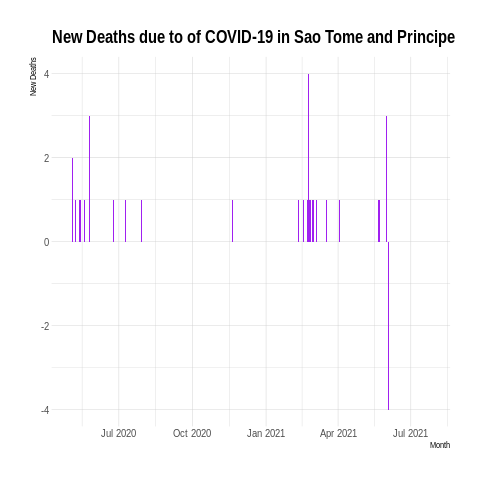 New Deaths due to of COVID-19 in Sao Tome and Principe
New Deaths
4
2
0
-2
-4
Jul 2020 Oct 2020 Jan 2021 Apr 2021 Jul 2021
Month